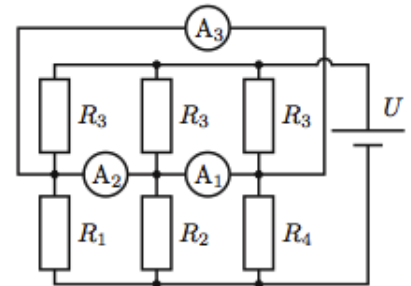 A₃
R₃ R₃ R₃ U
A₂ A₁
R₁ R₂ R₄